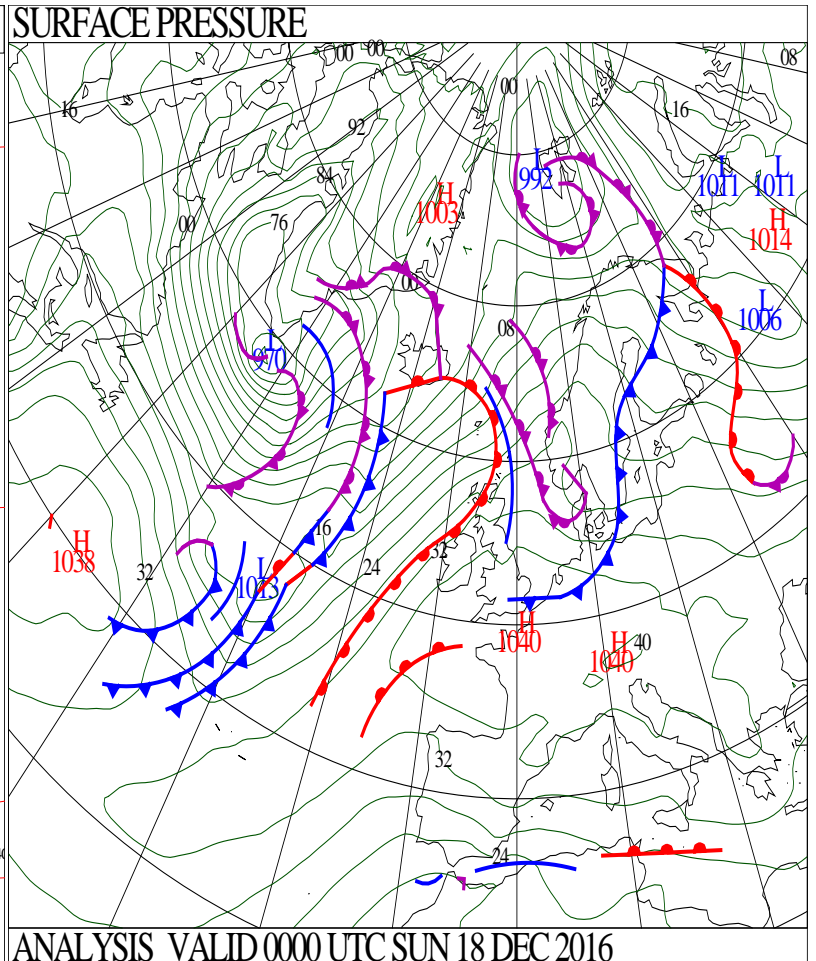 SURFACE PRESSURE
00
00
08
00
16
-16
92
L
992
L
1011
L
1011
84
H
1003
00
76
H
1014
00
L
1006
08
L
970
16
32
H
1038
24
32
L
1013
H
1040
H
1040
40
32
24
ANALYSIS VALID 0000 UTC SUN 18 DEC 2016